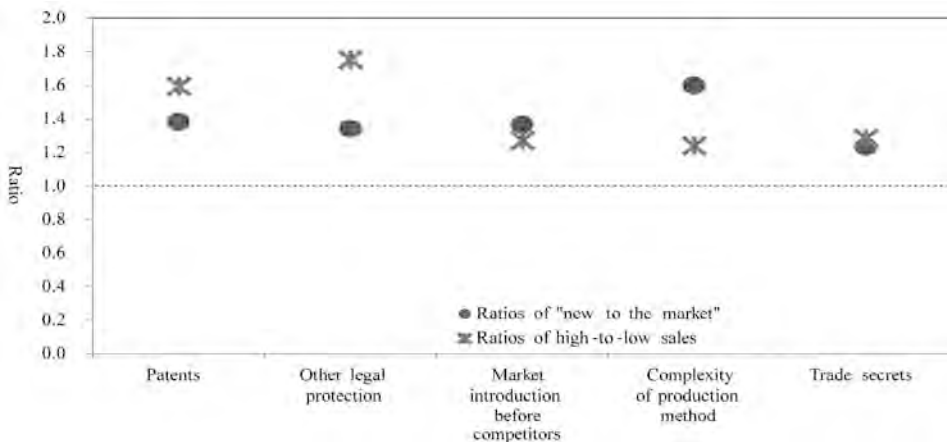 2.0
1.8
1.6
1.4
1.2
1.0
0.8
0.6
0.4
0.2
0.0
Ratio
Ratios of "new to the market"
Ratios of high-to-low sales
Patents
Other legal
protection
Market
introduction
before
competitors
Complexity
of production
method
Trade secrets